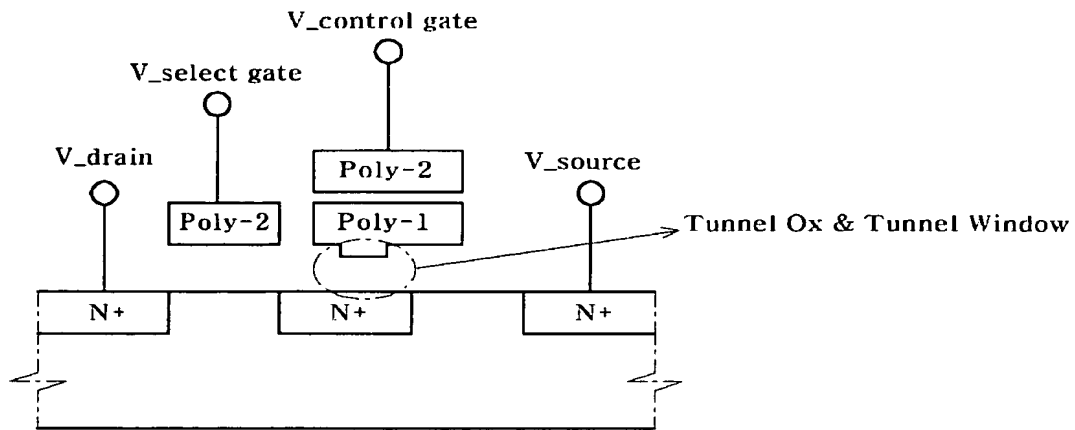 V_control gate
V_select gate
V_drain
Poly-2
V_source
Poly-2
Poly-1
Tunnel Ox & Tunnel Window
N+
N+
N+